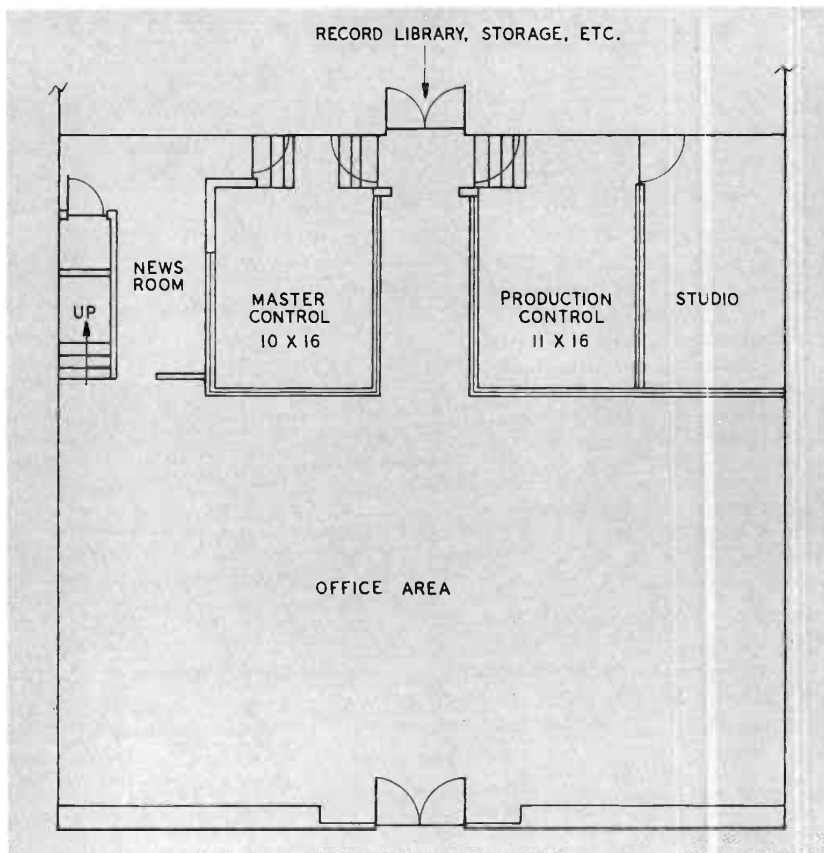 RECORD LIBRARY, STORAGE, ETC.
NEWS
ROOM
UP
MASTER
CONTROL
10 X 16
PRODUCTION
CONTROL
11 X 16
STUDIO
OFFICE AREA